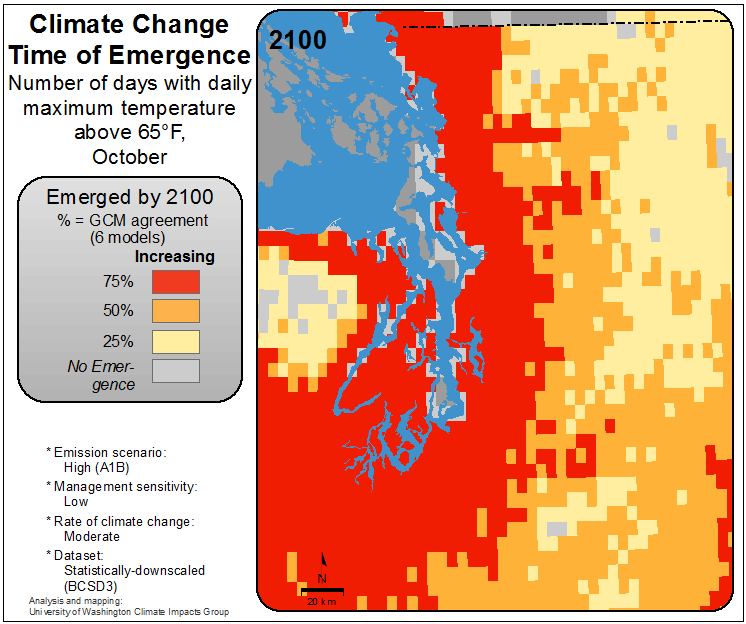 Climate Change
Time of Emergence
Number of days with daily
maximum temperature
above 65°F,
October
Emerged by 2100
% = GCM agreement
(6 models)
Increasing
75%
50%
25%
No Emer-
gence
* Emission scenario:
High (A1B)
* Management sensitivity:
Low
* Rate of climate change:
Moderate
* Dataset:
Statistically-downscaled
(BCSD3)
Analysis and mapping:
University of Washington Climate Impacts Group
2100
N
20 km